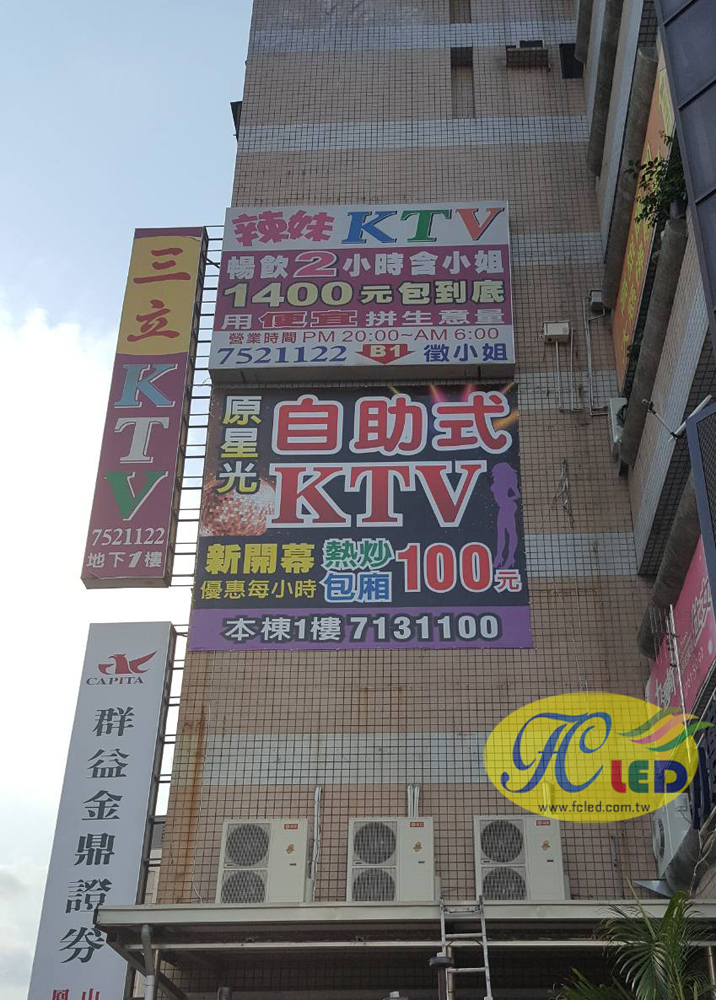 辣妹 KTV
暢飲2小時含小姐
1400元包到底
用便宜拼生意量
營業時間 PM 20:00~AM 6:00
7521122 B1 徵小姐
三立KTV
7521122
地下1樓
原星光
自助式
KTV
新開幕
優惠每小時
熱炒
包廂
100元
本棟1樓 7131100
CAPITA
群益金鼎證券
鳳山
FC LED
www.fcled.com.tw